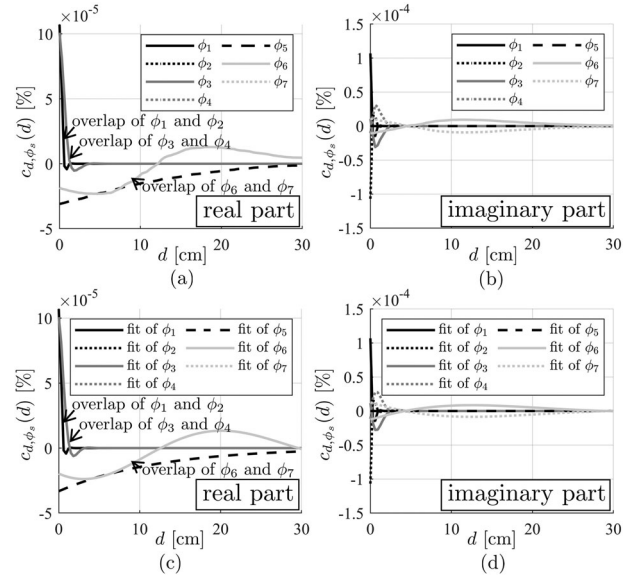 ×10⁻⁵
c_{d,ϕ_s}(d) [%]
10
5
0
-5
ϕ₁ ϕ₅
ϕ₂ ϕ₆
ϕ₃ ϕ₇
ϕ₄
overlap of ϕ₁ and ϕ₂
overlap of ϕ₃ and ϕ₄
overlap of ϕ₆ and ϕ₇
real part
0 10 20 30
d [cm]
(a)
×10⁻⁴
c_{d,ϕ_s}(d) [%]
1.5
1
0.5
0
-0.5
-1
-1.5
ϕ₁ ϕ₅
ϕ₂ ϕ₆
ϕ₃ ϕ₇
ϕ₄
imaginary part
0 10 20 30
d [cm]
(b)
×10⁻⁵
c_{d,ϕ_s}(d) [%]
10
5
0
-5
fit of ϕ₁ fit of ϕ₅
fit of ϕ₂ fit of ϕ₆
fit of ϕ₃ fit of ϕ₇
fit of ϕ₄
overlap of ϕ₁ and ϕ₂
overlap of ϕ₃ and ϕ₄
overlap of ϕ₆ and ϕ₇
real part
0 10 20 30
d [cm]
(c)
×10⁻⁴
c_{d,ϕ_s}(d) [%]
1.5
1
0.5
0
-0.5
-1
-1.5
fit of ϕ₁ fit of ϕ₅
fit of ϕ₂ fit of ϕ₆
fit of ϕ₃ fit of ϕ₇
fit of ϕ₄
imaginary part
0 10 20 30
d [cm]
(d)